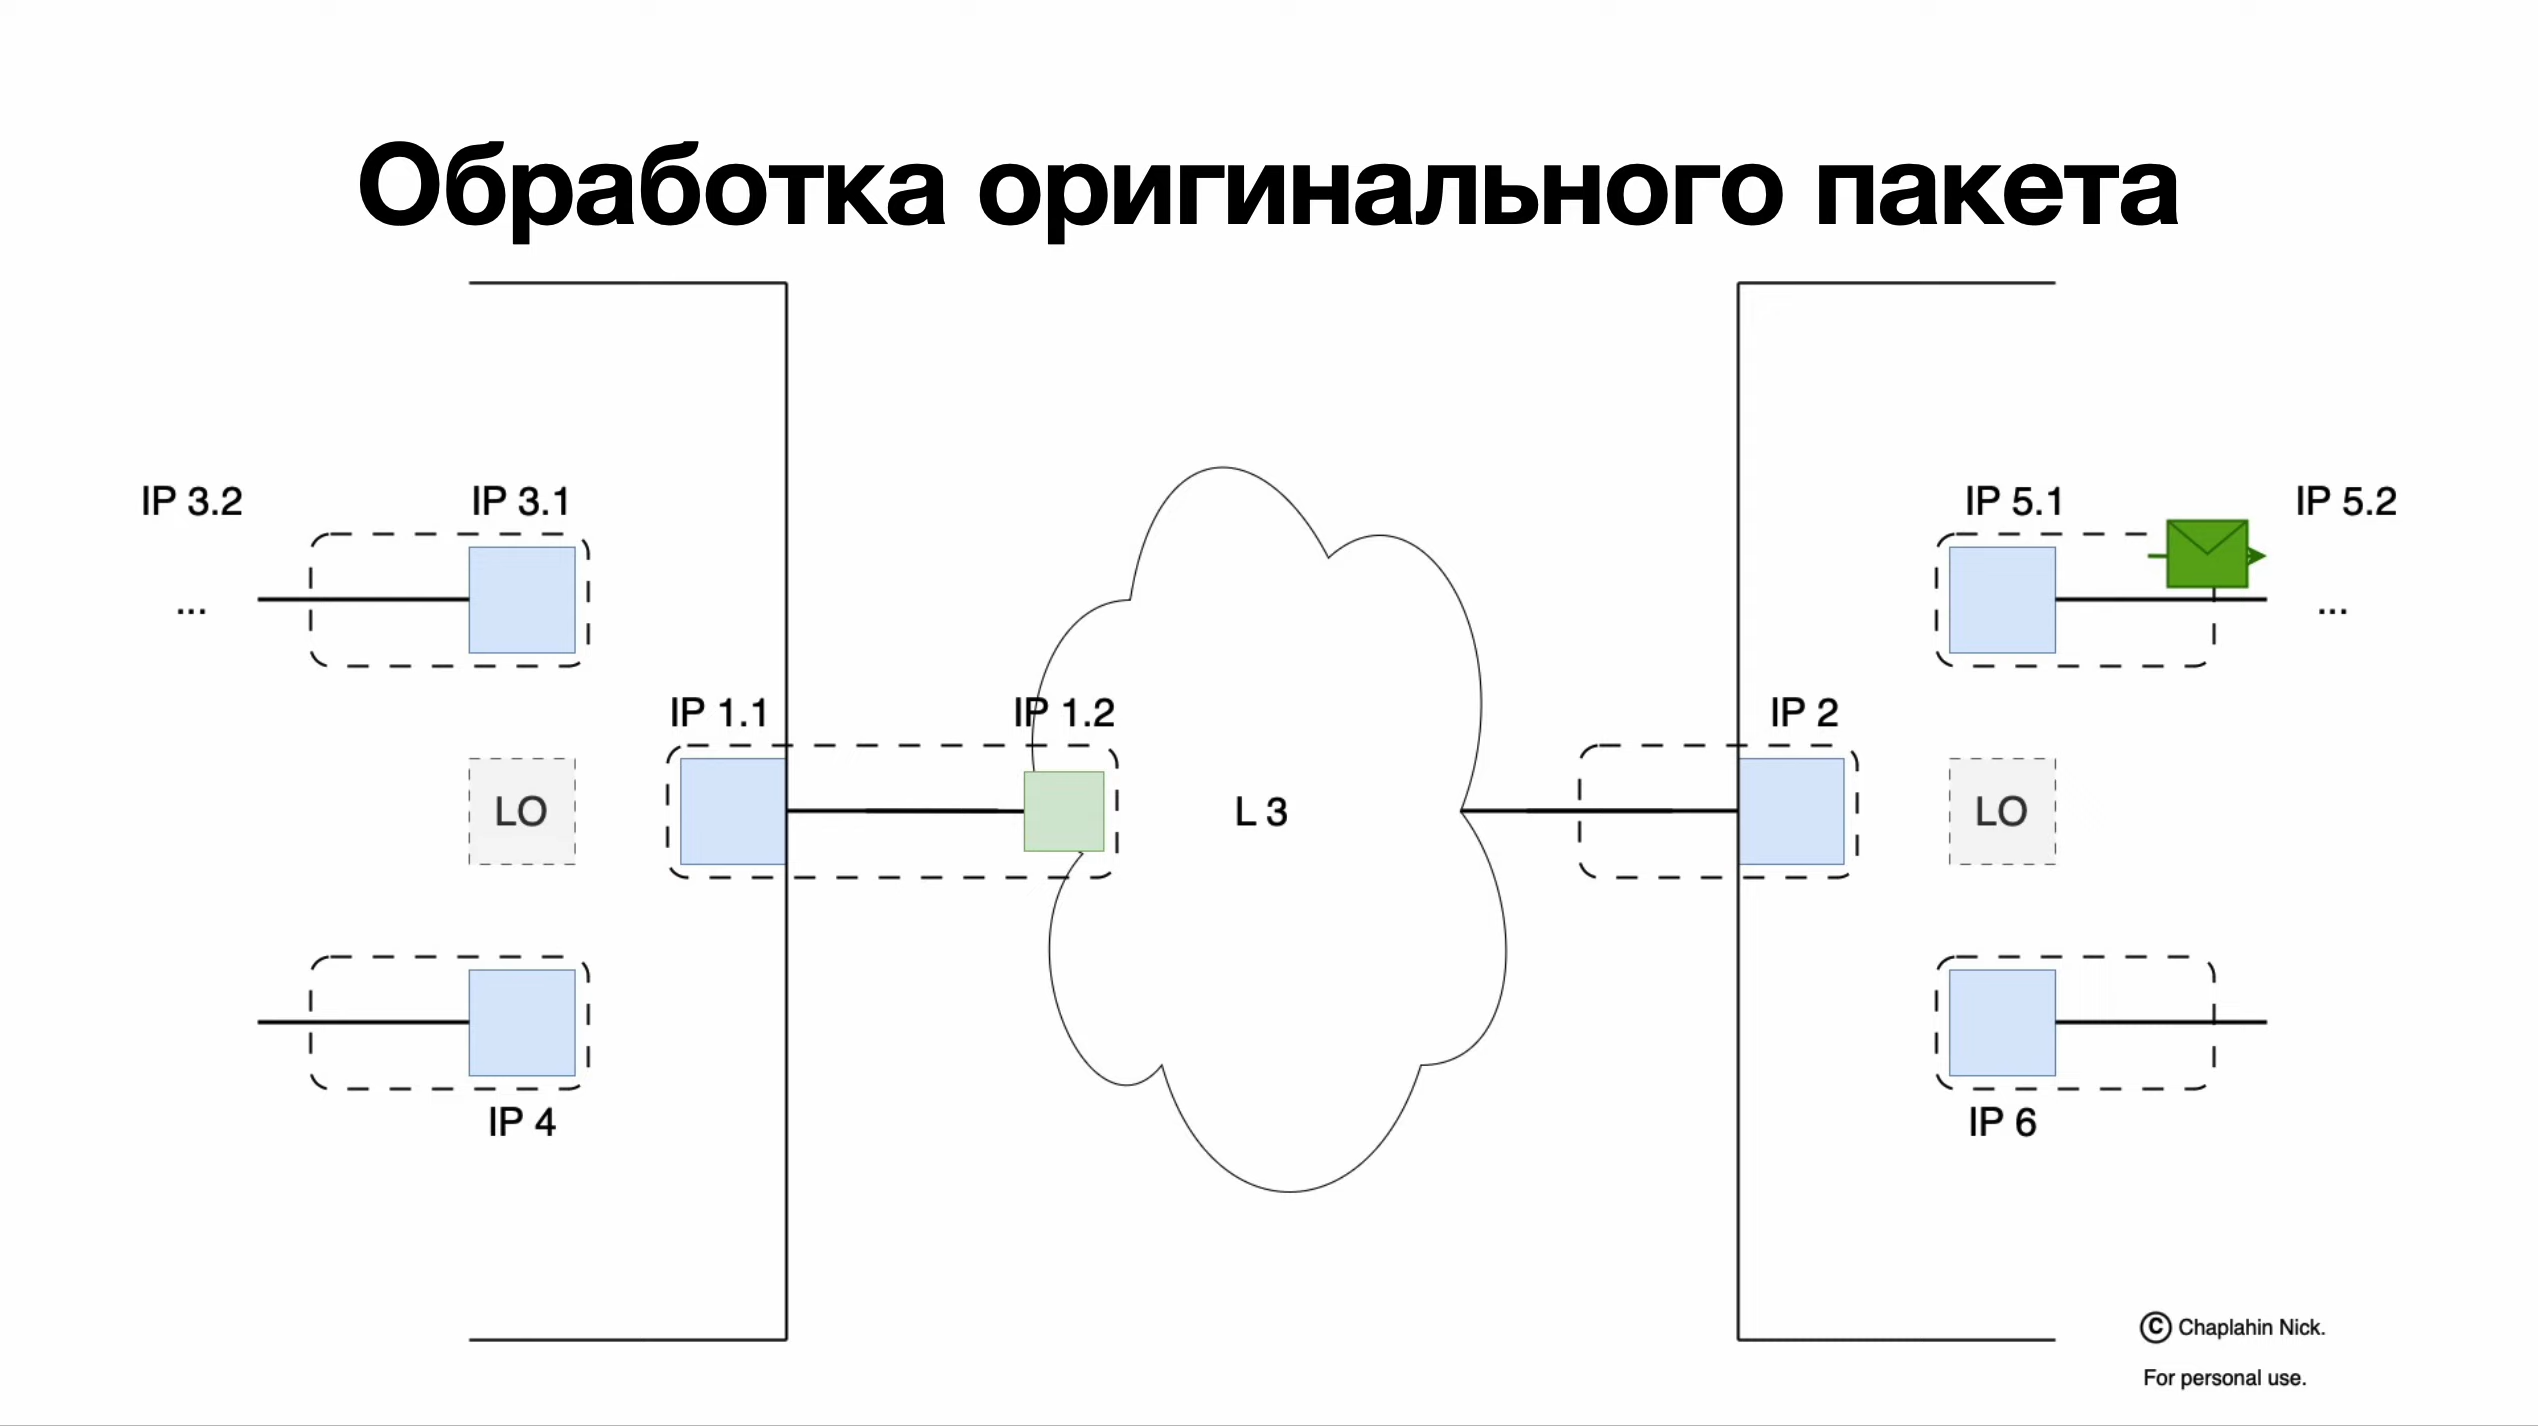 Обработка оригинального пакета
IP 3.2
IP 3.1
IP 5.1
IP 5.2
...
...
IP 1.1
IP 1.2
IP 2
LO
L 3
LO
IP 4
IP 6
© Chaplahin Nick.
For personal use.